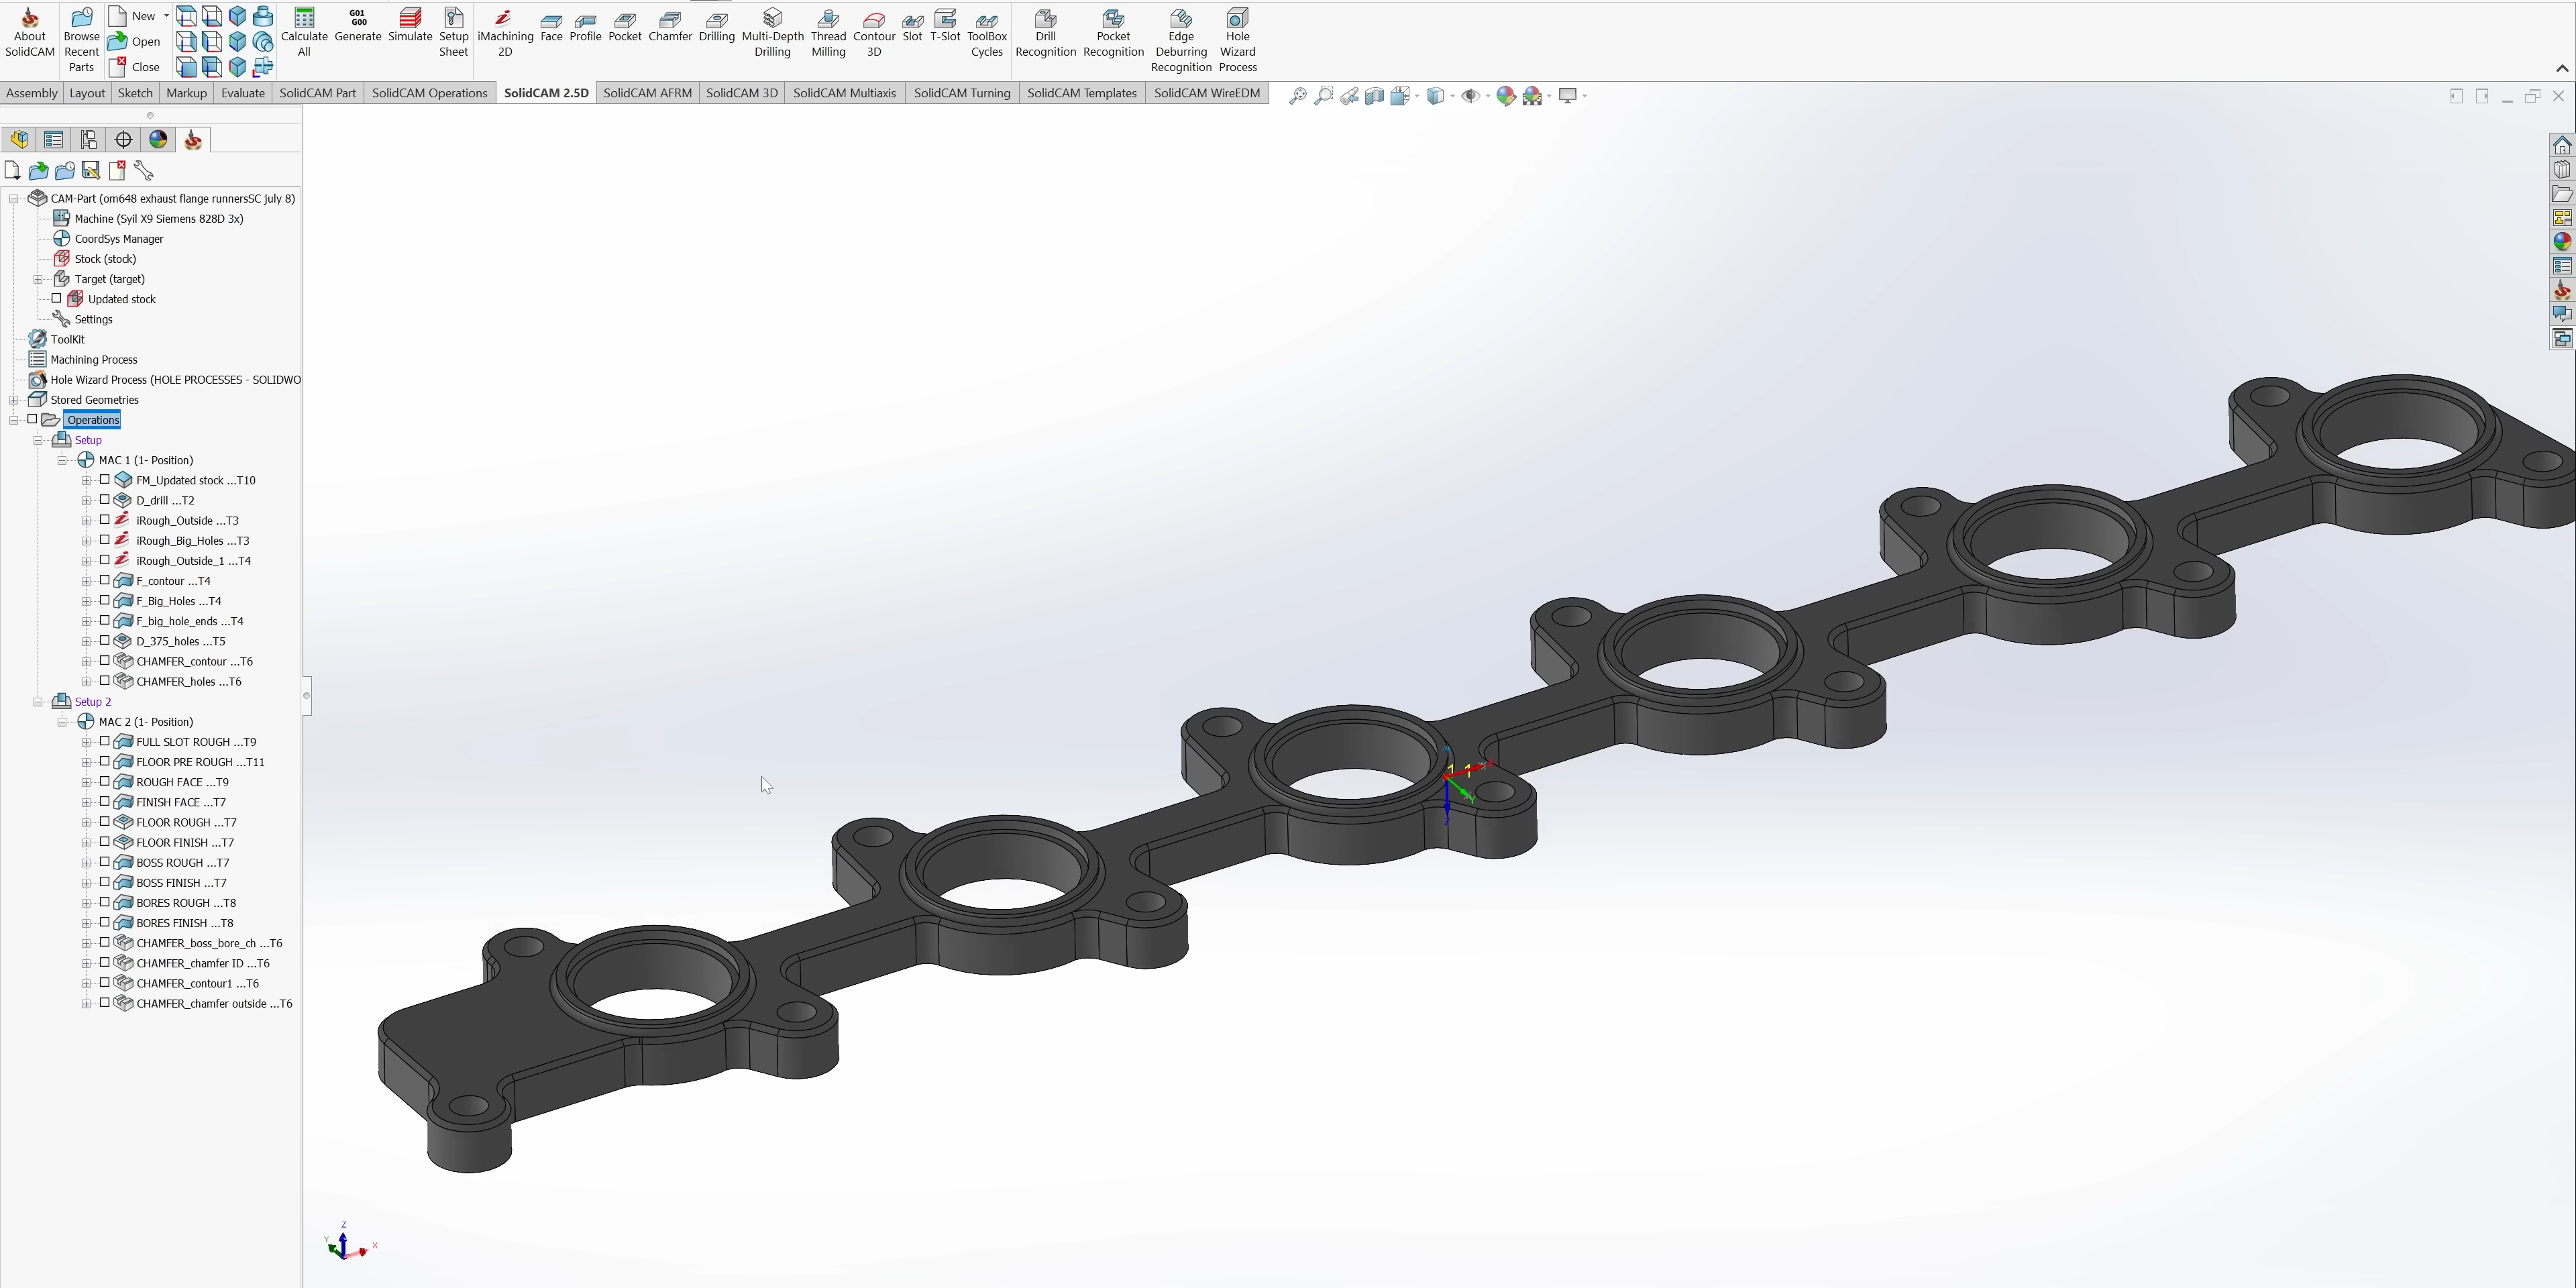 About SolidCAM
Browse Recent Parts
New
Open
Close
Calculate All
G01 G00
Generate
Simulate
Setup Sheet
iMachining 2D
Face
Profile
Pocket
Chamfer
Drilling
Multi-Depth Drilling
Thread Milling
Contour 3D
Slot
T-Slot
ToolBox Cycles
Drill Recognition
Pocket Recognition
Edge Deburring Recognition
Hole Wizard Process
Assembly
Layout
Sketch
Markup
Evaluate
SolidCAM Part
SolidCAM Operations
SolidCAM 2.5D
SolidCAM AFRM
SolidCAM 3D
SolidCAM Multiaxis
SolidCAM Turning
SolidCAM Templates
SolidCAM WireEDM
CAM-Part (om648 exhaust flange runnersSC july 8)
Machine (Syil X9 Siemens 828D 3x)
CoordSys Manager
Stock (stock)
Target (target)
Updated stock
Settings
ToolKit
Machining Process
Hole Wizard Process (HOLE PROCESSES - SOLIDWO
Stored Geometries
Operations
Setup
MAC 1 (1- Position)
FM_Updated stock ...T10
D_drill ...T2
iRough_Outside ...T3
iRough_Big_Holes ...T3
iRough_Outside_1 ...T4
F_contour ...T4
F_Big_Holes ...T4
F_big_hole_ends ...T4
D_375_holes ...T5
CHAMFER_contour ...T6
CHAMFER_holes ...T6
Setup 2
MAC 2 (1- Position)
FULL SLOT ROUGH ...T9
FLOOR PRE ROUGH ...T11
ROUGH FACE ...T9
FINISH FACE ...T7
FLOOR ROUGH ...T7
FLOOR FINISH ...T7
BOSS ROUGH ...T7
BOSS FINISH ...T7
BORES ROUGH ...T8
BORES FINISH ...T8
CHAMFER_boss_bore_ch ...T6
CHAMFER_chamfer ID ...T6
CHAMFER_contour1 ...T6
CHAMFER_chamfer outside ...T6
1 1
Y
Z
Z
Y
X